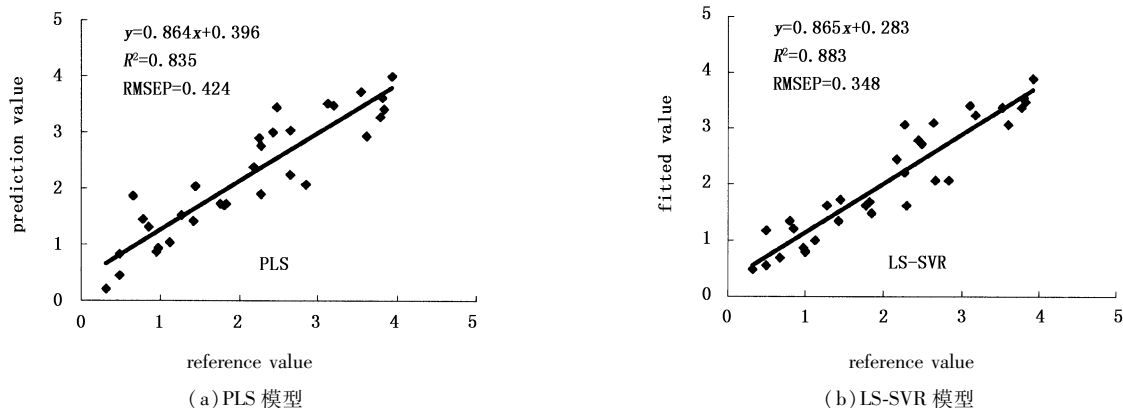 y=0.864x+0.396
R²=0.835
RMSEP=0.424
prediction value
5
4
3
2
1
0
PLS
0 1 2 3 4 5
reference value
(a)PLS 模型
y=0.865x+0.283
R²=0.883
RMSEP=0.348
fitted value
5
4
3
2
1
0
LS-SVR
0 1 2 3 4 5
reference value
(b)LS-SVR 模型